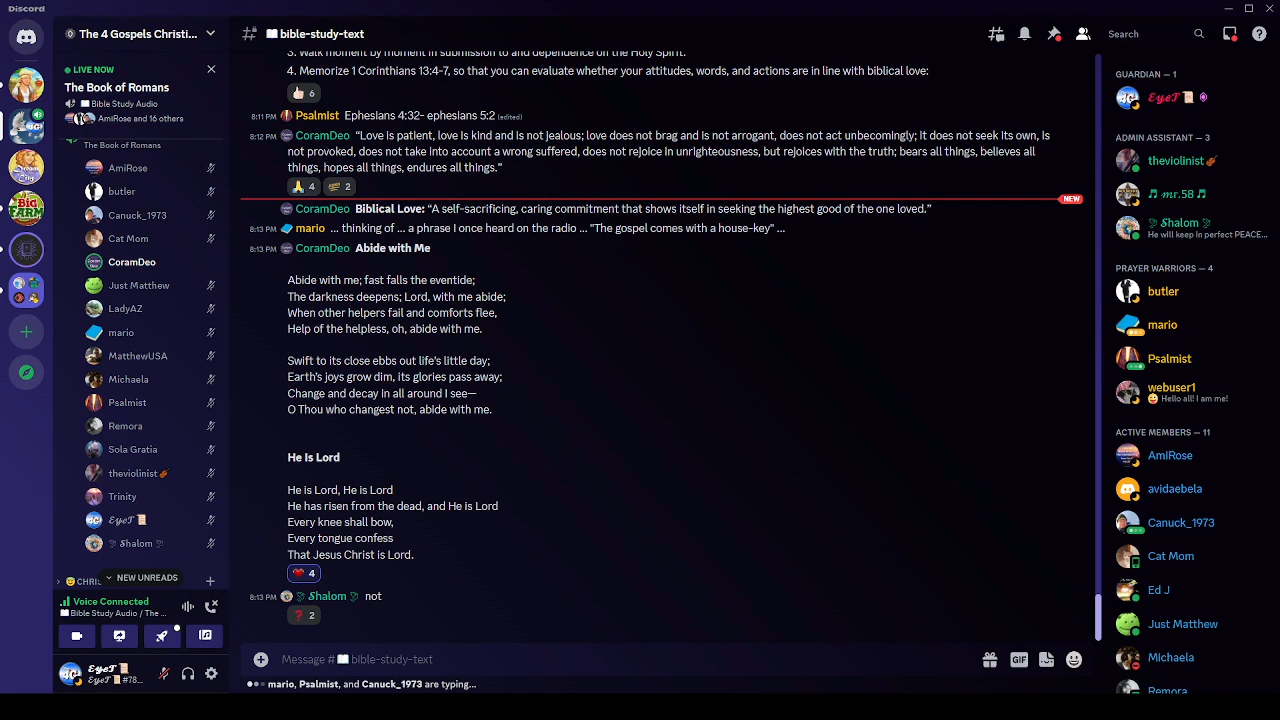 Discord
The 4 Gospels Christi...
LIVE NOW
The Book of Romans
Bible Study Audio
AmiRose and 16 others
The Book of Romans
AmiRose
butler
Canuck_1973
Cat Mom
CoramDeo
Just Matthew
LadyAZ
mario
MatthewUSA
Michaela
Psalmist
Remora
Sola Gratia
theviolinist
Trinity
EyeT
Shalom
CHRIS
NEW UNREADS
Voice Connected
Bible Study Audio / The ...
EyeT
EyeT #78...
bible-study-text
Search
3. Walk moment by moment in submission to and dependence on the Holy Spirit.
4. Memorize 1 Corinthians 13:4-7, so that you can evaluate whether your attitudes, words, and actions are in line with biblical love:
6
8:11 PM Psalmist Ephesians 4:32- ephesians 5:2 (edited)
8:12 PM CoramDeo “Love is patient, love is kind and is not jealous; love does not brag and is not arrogant, does not act unbecomingly; it does not seek its own, is
not provoked, does not take into account a wrong suffered, does not rejoice in unrighteousness, but rejoices with the truth; bears all things, believes all
things, hopes all things, endures all things.”
4 2
NEW
CoramDeo Biblical Love: “A self-sacrificing, caring commitment that shows itself in seeking the highest good of the one loved.”
8:13 PM mario ... thinking of ... a phrase I once heard on the radio ... "The gospel comes with a house-key" ...
8:13 PM CoramDeo Abide with Me
Abide with me; fast falls the eventide;
The darkness deepens; Lord, with me abide;
When other helpers fail and comforts flee,
Help of the helpless, oh, abide with me.
Swift to its close ebbs out life’s little day;
Earth’s joys grow dim, its glories pass away;
Change and decay in all around I see—
O Thou who changest not, abide with me.
He Is Lord
He is Lord, He is Lord
He has risen from the dead, and He is Lord
Every knee shall bow,
Every tongue confess
That Jesus Christ is Lord.
4
8:13 PM Shalom not
2
Message # bible-study-text
GIF
mario, Psalmist, and Canuck_1973 are typing...
GUARDIAN — 1
EyeT
ADMIN ASSISTANT — 3
theviolinist
mr.58
Shalom
He will keep in perfect PEACE...
PRAYER WARRIORS — 4
butler
mario
Psalmist
webuser1
Hello all! I am me!
ACTIVE MEMBERS — 11
AmiRose
avidaebela
Canuck_1973
Cat Mom
Ed J
Just Matthew
Michaela
Remora